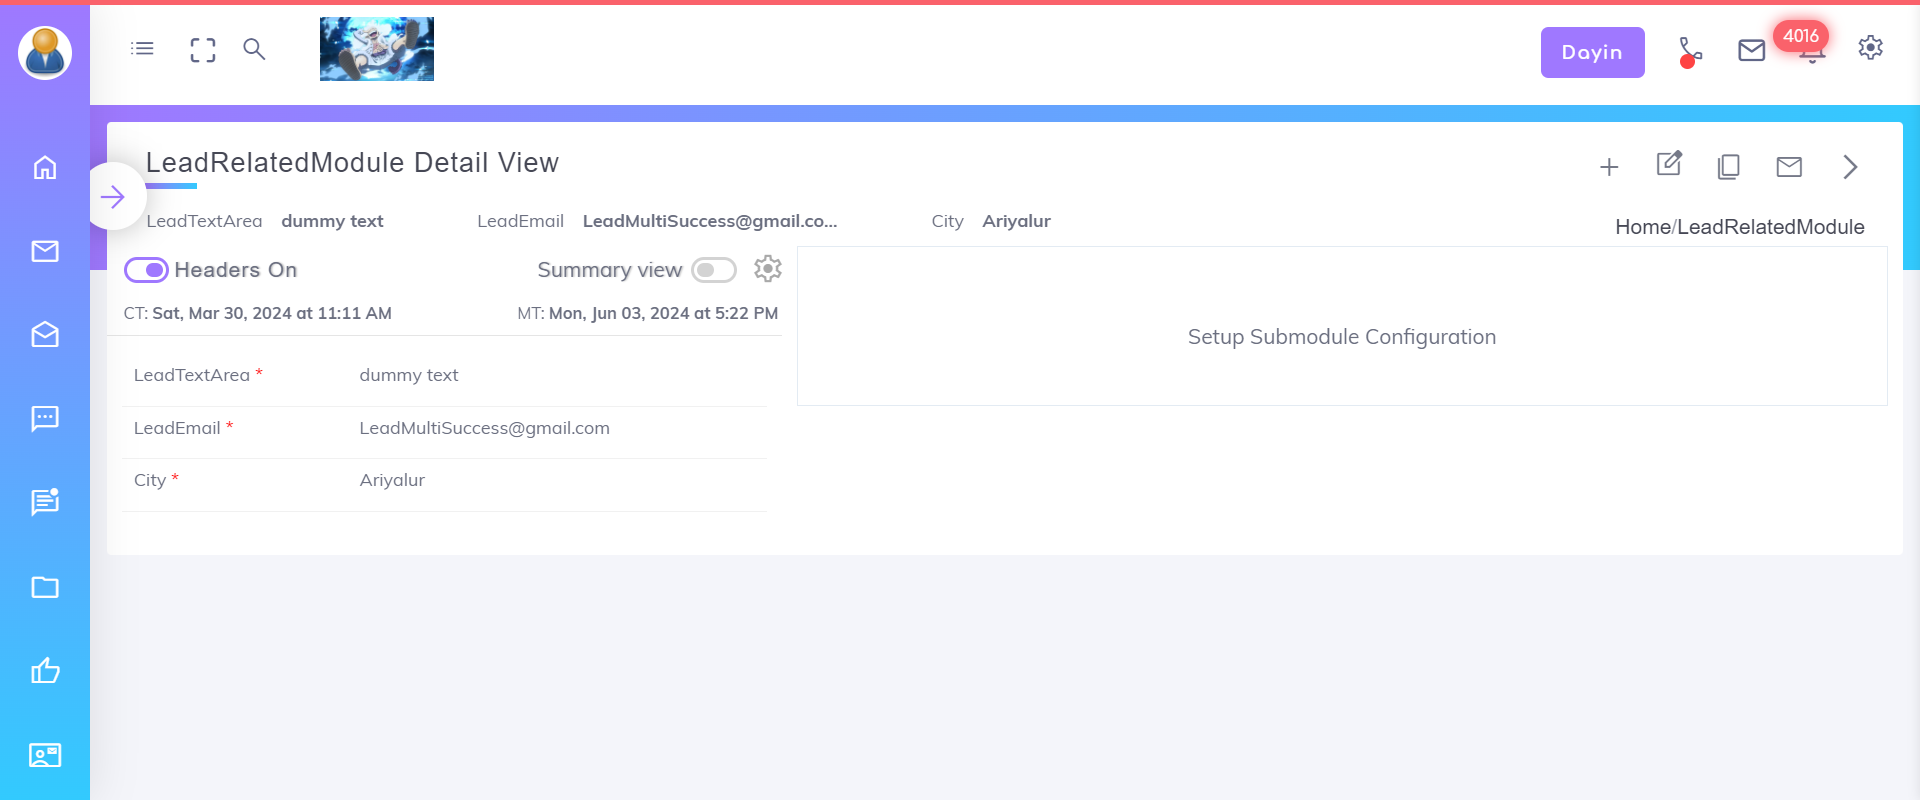 Dayin
4016
LeadRelatedModule Detail View
LeadTextArea dummy text LeadEmail LeadMultiSuccess@gmail.co... City Ariyalur
Home/LeadRelatedModule
Headers On Summary view
CT: Sat, Mar 30, 2024 at 11:11 AM MT: Mon, Jun 03, 2024 at 5:22 PM
Setup Submodule Configuration
LeadTextArea * dummy text
LeadEmail * LeadMultiSuccess@gmail.com
City * Ariyalur